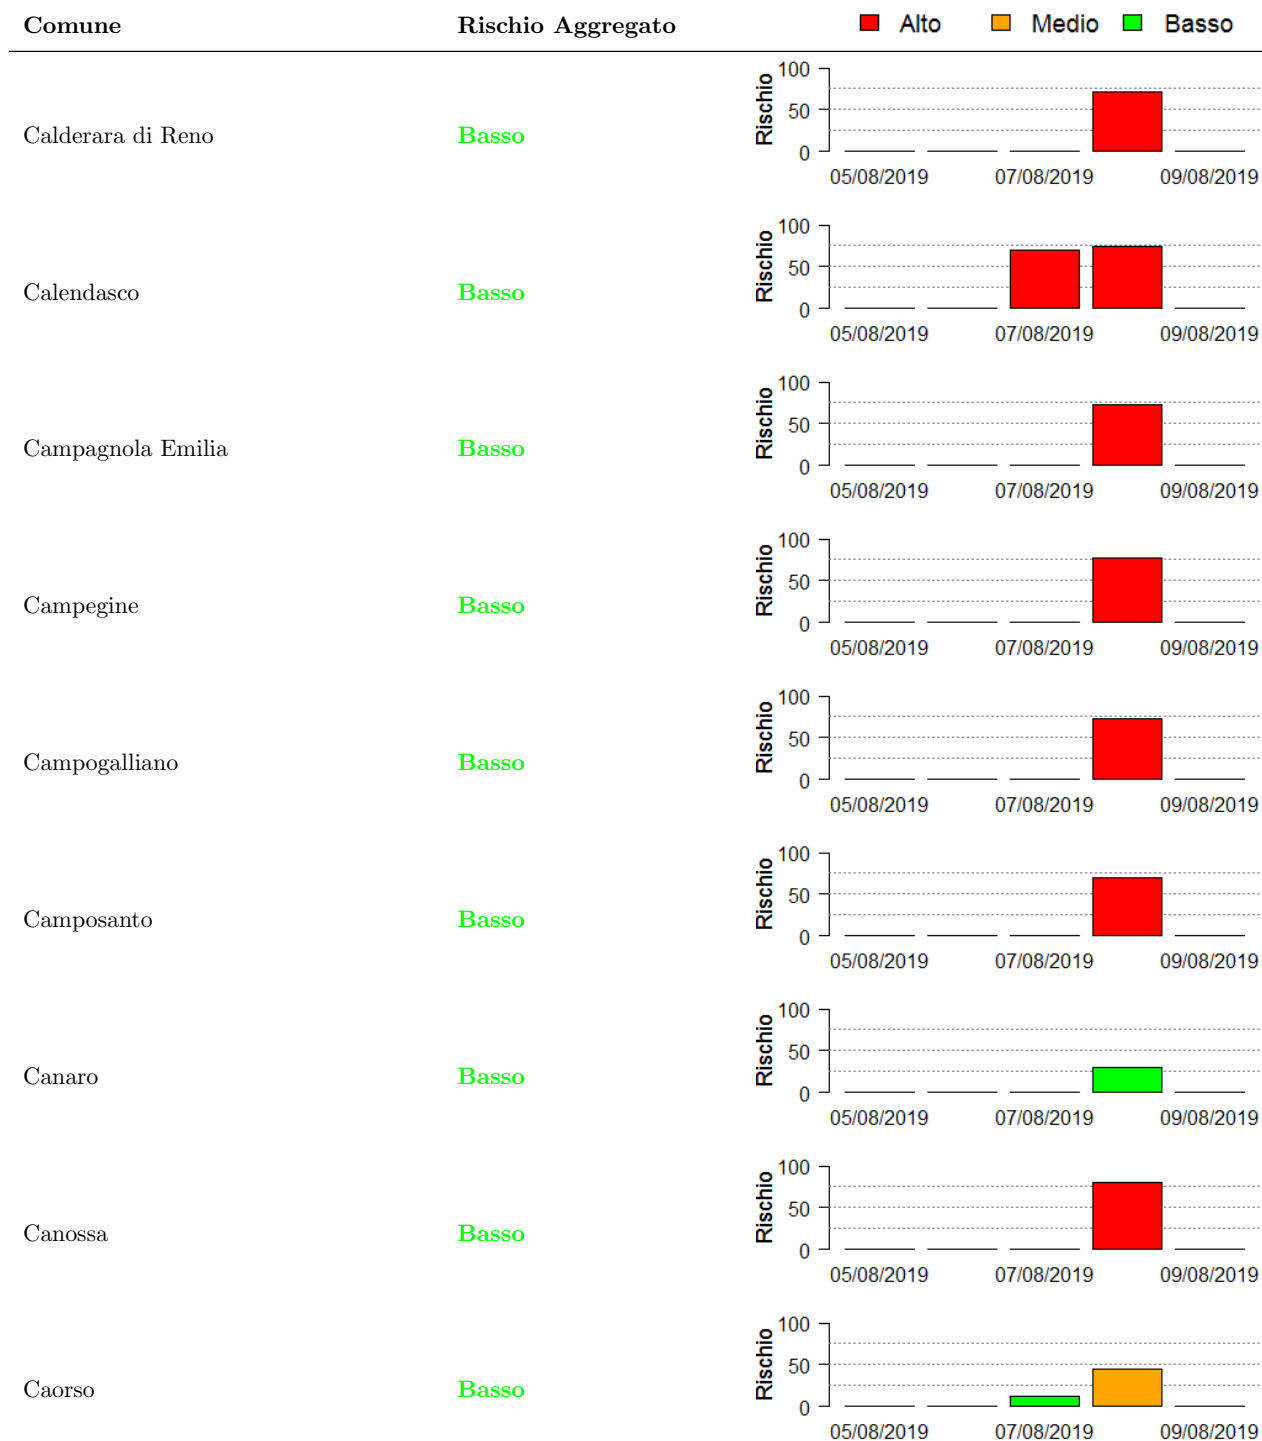 Comune Rischio Aggregato Alto Medio Basso
Calderara di Reno Basso
Rischio
100
50
0
05/08/2019 07/08/2019 09/08/2019
Calendasco Basso
Rischio
100
50
0
05/08/2019 07/08/2019 09/08/2019
Campagnola Emilia Basso
Rischio
100
50
0
05/08/2019 07/08/2019 09/08/2019
Campegine Basso
Rischio
100
50
0
05/08/2019 07/08/2019 09/08/2019
Campogalliano Basso
Rischio
100
50
0
05/08/2019 07/08/2019 09/08/2019
Camposanto Basso
Rischio
100
50
0
05/08/2019 07/08/2019 09/08/2019
Canaro Basso
Rischio
100
50
0
05/08/2019 07/08/2019 09/08/2019
Canossa Basso
Rischio
100
50
0
05/08/2019 07/08/2019 09/08/2019
Caorso Basso
Rischio
100
50
0
05/08/2019 07/08/2019 09/08/2019